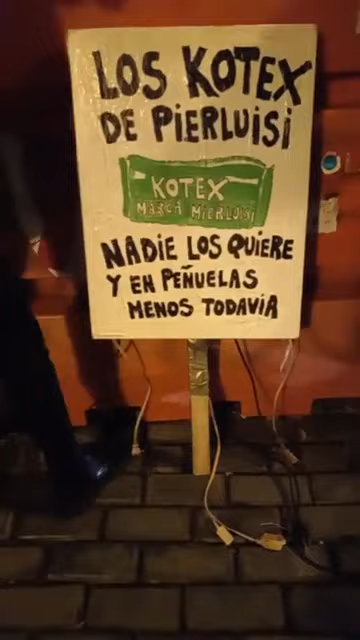 LOS KOTEX
DE PIERLUISI
KOTEX
MARCA MIERLUISI
NADIE LOS QUIERE
Y EN PEÑUELAS
MENOS TODAVIA